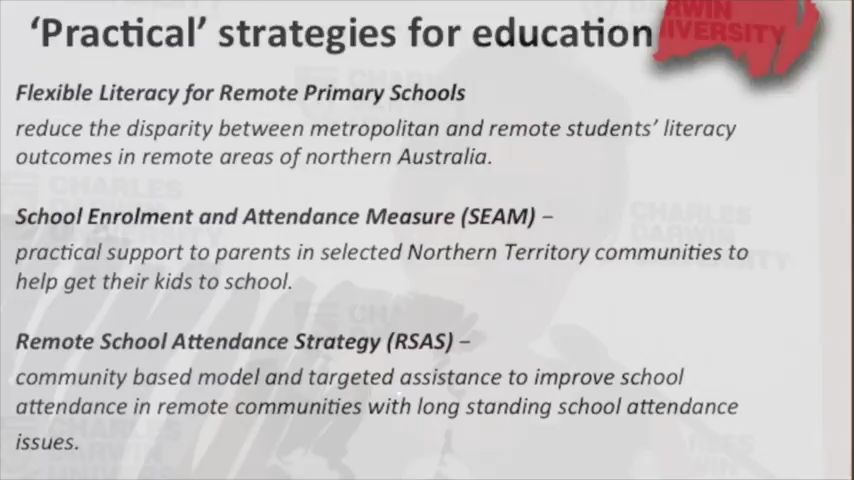 'Practical' strategies for education
Flexible Literacy for Remote Primary Schools
reduce the disparity between metropolitan and remote students' literacy
outcomes in remote areas of northern Australia.
School Enrolment and Attendance Measure (SEAM) –
practical support to parents in selected Northern Territory communities to
help get their kids to school.
Remote School Attendance Strategy (RSAS) –
community based model and targeted assistance to improve school
attendance in remote communities with long standing school attendance
issues.
CHARLES
DARWIN
UNIVERSITY